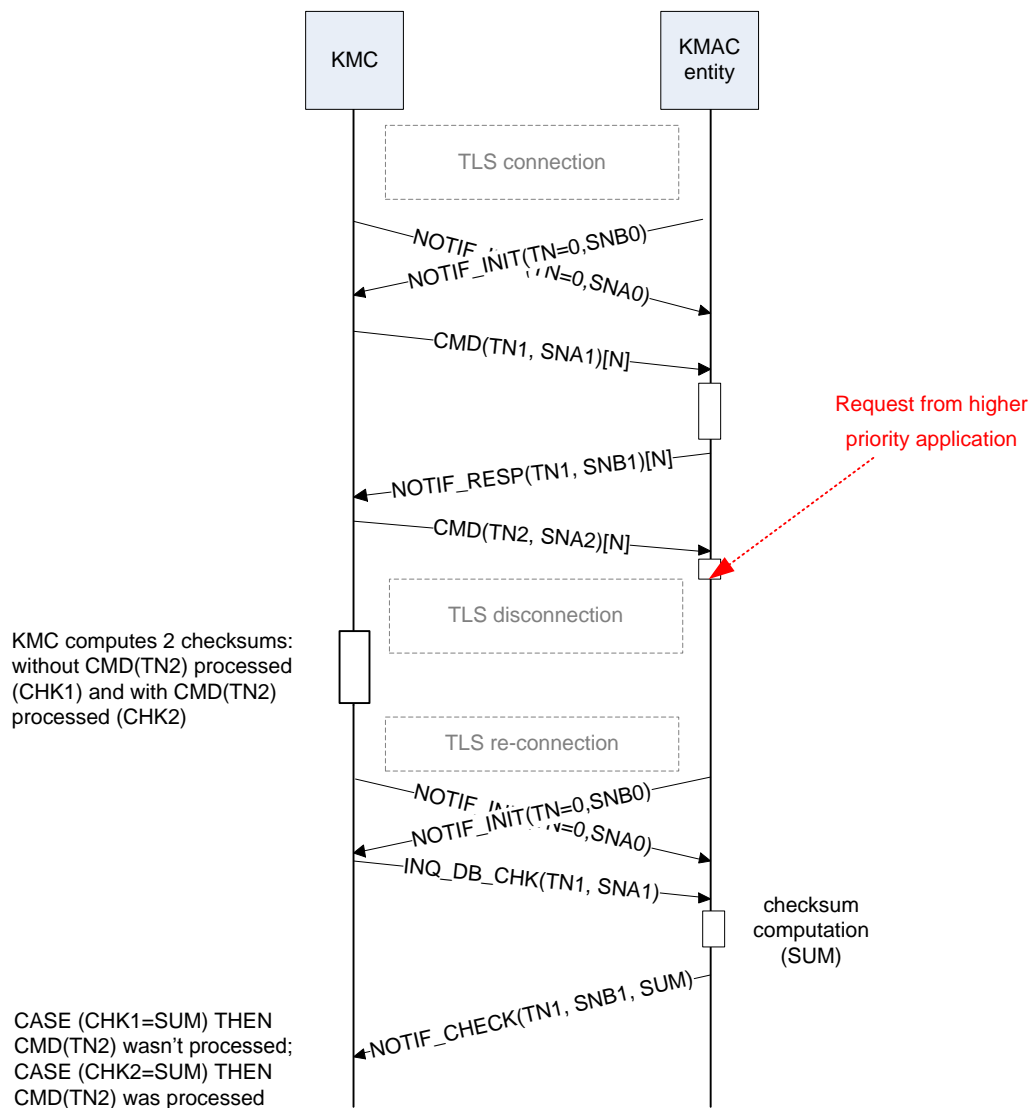 KMC
KMAC
entity
TLS connection
NOTIF_INIT(TN=0,SNB0)
NOTIF_
TN=0,SNA0)
CMD(TN1, SNA1)[N]
Request from higher
priority application
NOTIF_RESP(TN1, SNB1)[N]
CMD(TN2, SNA2)[N]
TLS disconnection
KMC computes 2 checksums:
without CMD(TN2) processed
(CHK1) and with CMD(TN2)
processed (CHK2)
TLS re-connection
NOTIF_INIT(TN=0,SNB0)
NOTIF_
TN=0,SNA0)
INQ_DB_CHK(TN1, SNA1)
checksum
computation
(SUM)
NOTIF_CHECK(TN1, SNB1, SUM)
CASE (CHK1=SUM) THEN
CMD(TN2) wasn't processed;
CASE (CHK2=SUM) THEN
CMD(TN2) was processed